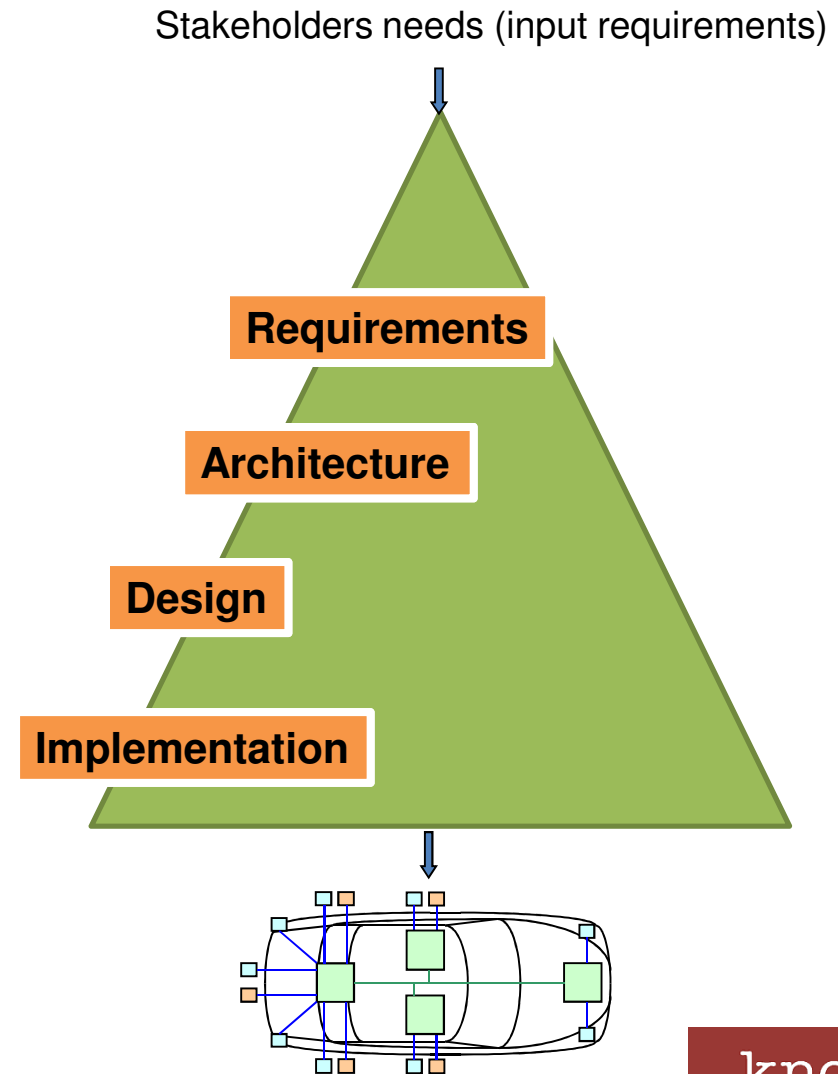 Stakeholders needs (input requirements)
Requirements
Architecture
Design
Implementation